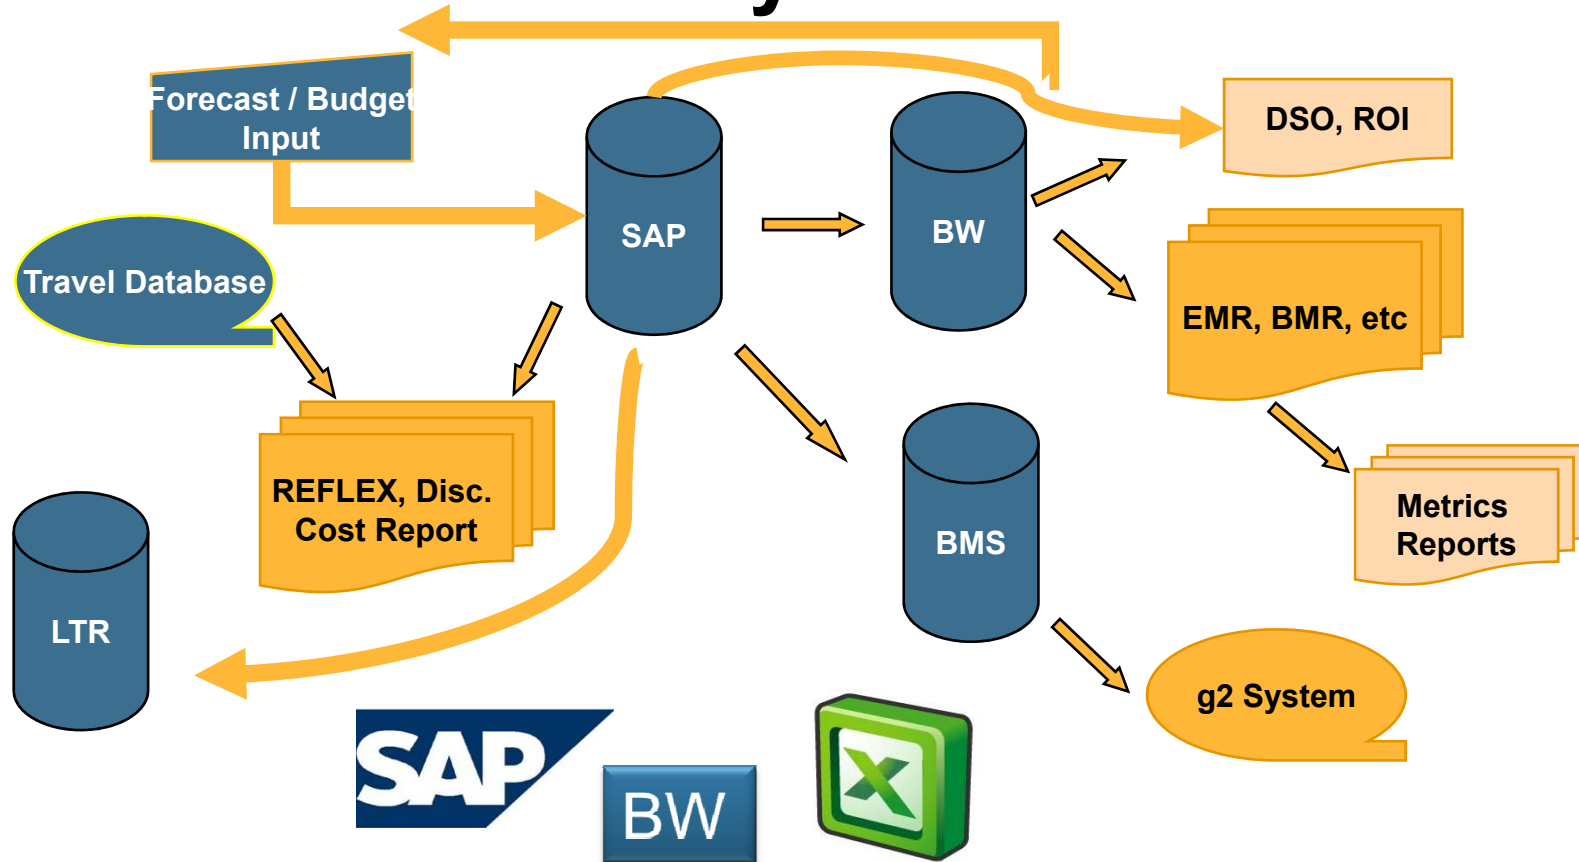 Forecast / Budget
Input
DSO, ROI
SAP
BW
Travel Database
EMR, BMR, etc
REFLEX, Disc.
Cost Report
Metrics
Reports
BMS
LTR
g2 System
SAP
BW
X